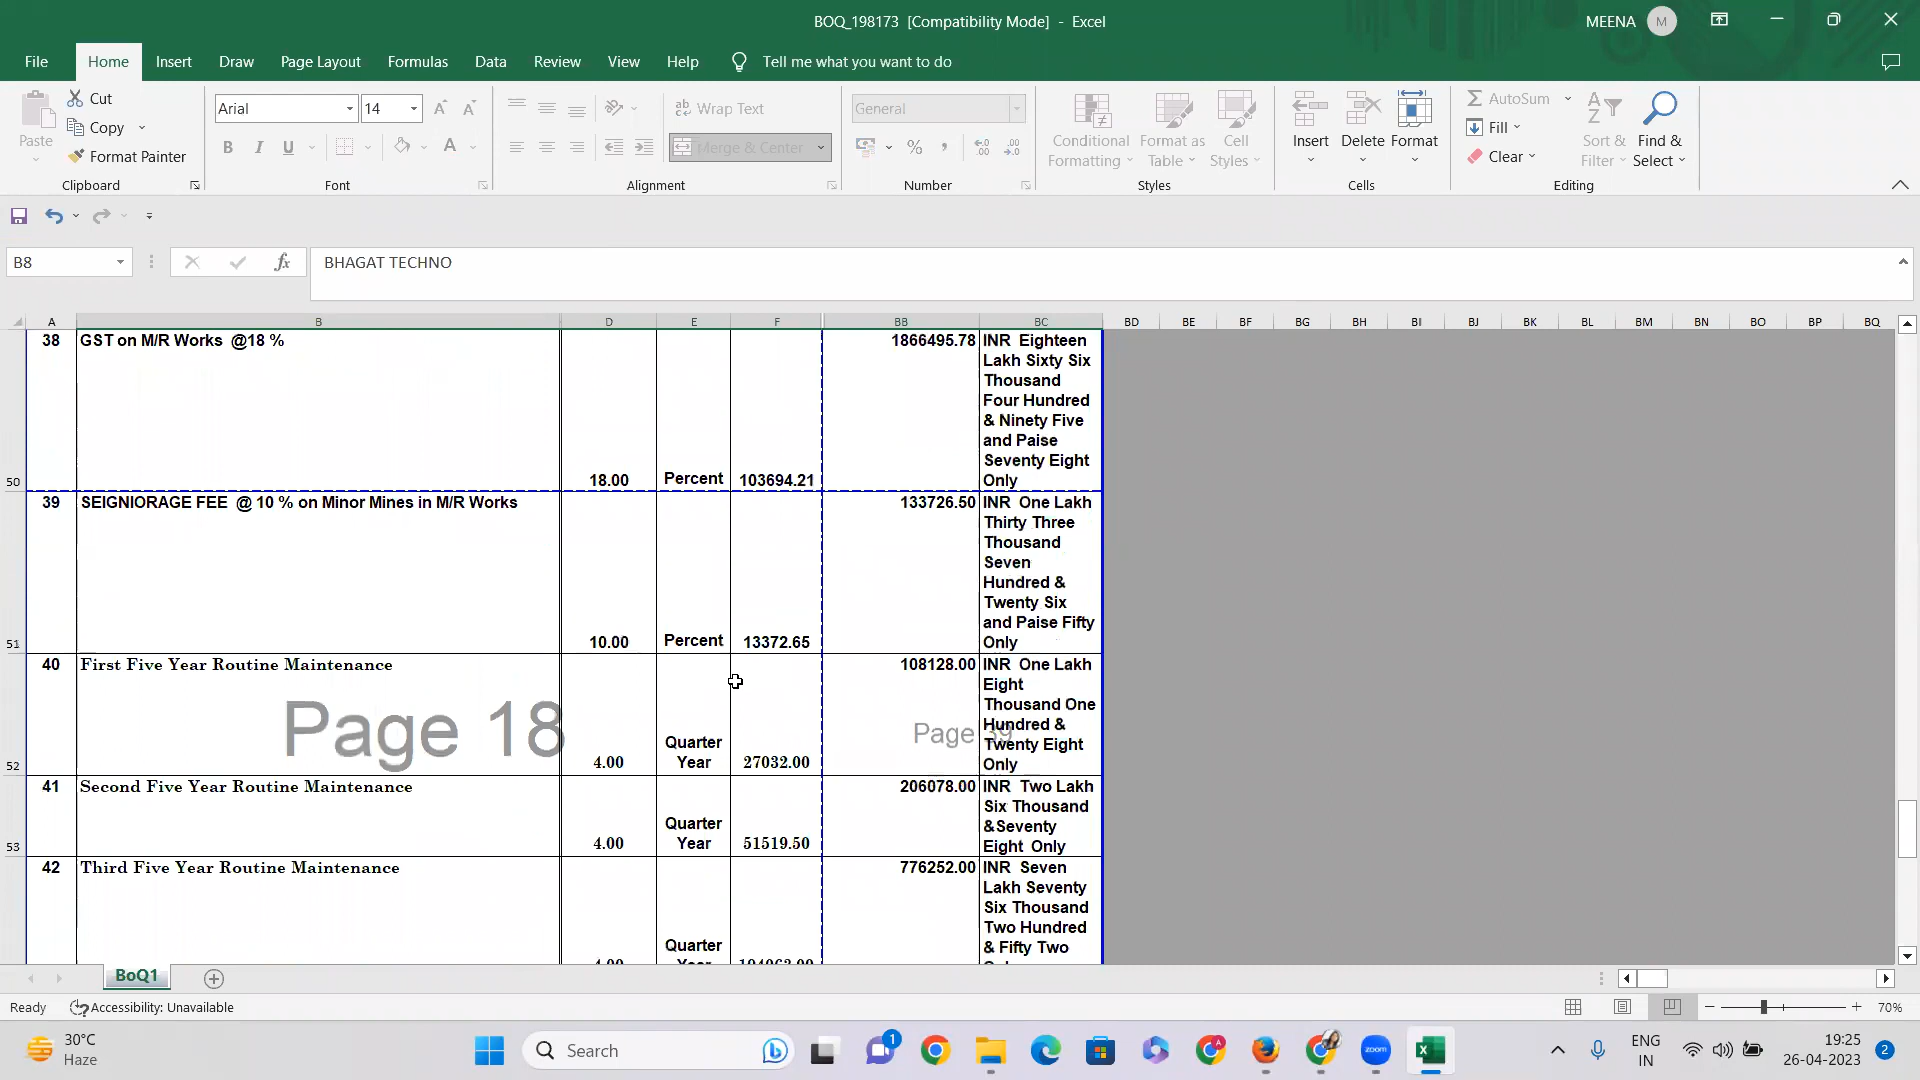 BOQ_198173 [Compatibility Mode] - Excel
MEENA M
File Home Insert Draw Page Layout Formulas Data Review View Help Tell me what you want to do
Paste
Cut
Copy
Format Painter
Clipboard
Arial 14
B I U
A
Font
Wrap Text
Merge & Center
Alignment
General
%
Number
Conditional Formatting
Format as Table
Cell Styles
Styles
Insert Delete Format
Cells
AutoSum
Fill
Clear
Sort & Filter
Find & Select
Editing
B8 fx BHAGAT TECHNO
A B D E F BB BC BD BE BF BG BH BI BJ BK BL BM BN BO BP BQ
38 GST on M/R Works @18 % 1866495.78 INR Eighteen
Lakh Sixty Six
Thousand
Four Hundred
& Ninety Five
and Paise
Seventy Eight
50 18.00 Percent 103694.21 Only
39 SEIGNIORAGE FEE @ 10 % on Minor Mines in M/R Works 133726.50 INR One Lakh
Thirty Three
Thousand
Seven
Hundred &
Twenty Six
and Paise Fifty
51 10.00 Percent 13372.65 Only
40 First Five Year Routine Maintenance 108128.00 INR One Lakh
Eight
Thousand One
Page 18 Page 39 Hundred &
Quarter Twenty Eight
52 4.00 Year 27032.00 Only
41 Second Five Year Routine Maintenance 206078.00 INR Two Lakh
Six Thousand
Quarter &Seventy
53 4.00 Year 51519.50 Eight Only
42 Third Five Year Routine Maintenance 776252.00 INR Seven
Lakh Seventy
Six Thousand
Two Hundred
Quarter & Fifty Two
BoQ1
Ready Accessibility: Unavailable 70%
30°C
Haze
Search
1
A
zoom
ENG
IN
19:25
26-04-2023
2